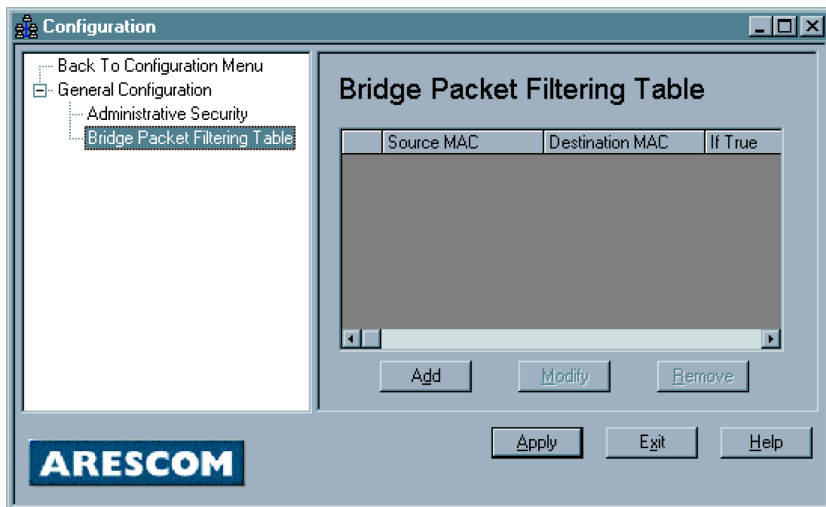 Configuration
Back To Configuration Menu
General Configuration
Administrative Security
Bridge Packet Filtering Table
Bridge Packet Filtering Table
Source MAC Destination MAC If True
Add Modify Remove
Apply Exit Help
ARESCOM